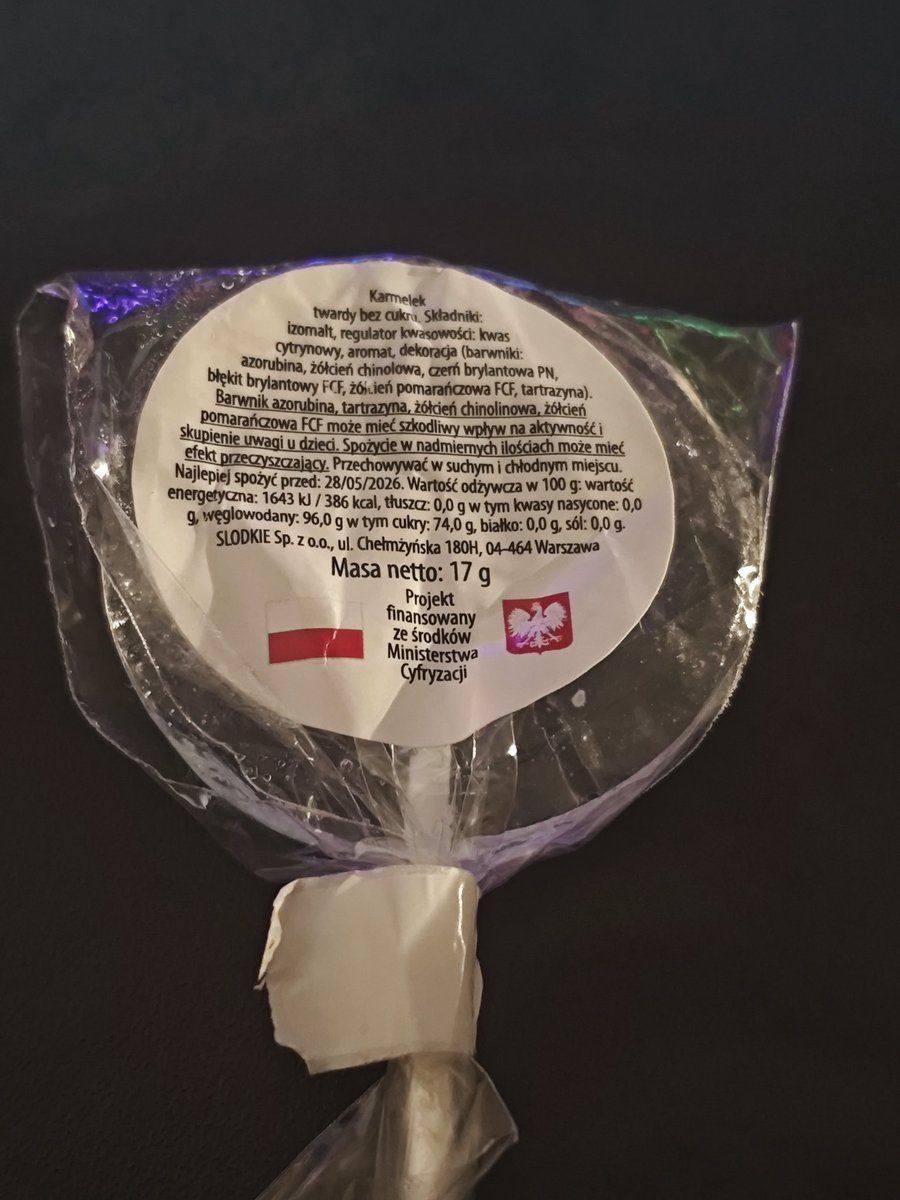 Karmelek
twardy bez cukru. Składniki:
izomalt, regulator kwasowości: kwas
cytrynowy, aromat, dekoracja (barwniki:
azorubina, żółcień chinolowa, czerń brylantowa PN,
błękit brylantowy FCF, żółcień pomarańczowa FCF, tartrazyna).
Barwnik azorubina, tartrazyna, żółcień chinolinowa, żółcień
pomarańczowa FCF może mieć szkodliwy wpływ na aktywność i
skupienie uwagi u dzieci. Spożycie w nadmiernych ilościach może mieć
efekt przeczyszczający. Przechowywać w suchym i chłodnym miejscu.
Najlepiej spożyć przed: 28/05/2026. Wartość odżywcza w 100 g: wartość
energetyczna: 1643 kJ / 386 kcal, tłuszcz: 0,0 g w tym kwasy nasycone: 0,0
g, węglowodany: 96,0 g w tym cukry: 74,0 g, białko: 0,0 g, sól: 0,0 g.
SLODKIE Sp. z o.o., ul. Chełmżyńska 180H, 04-464 Warszawa
Masa netto: 17 g
Projekt
finansowany
ze środków
Ministerstwa
Cyfryzacji